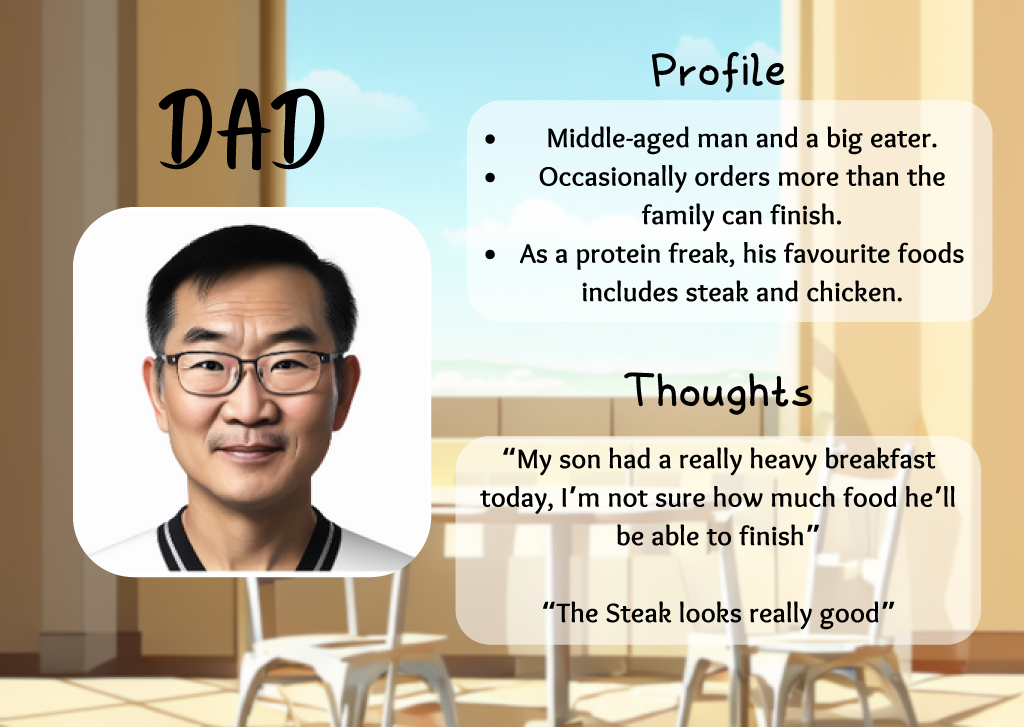 DAD
Profile
• Middle-aged man and a big eater.
• Occasionally orders more than the
family can finish.
• As a protein freak, his favourite foods
includes steak and chicken.
Thoughts
“My son had a really heavy breakfast
today, I’m not sure how much food he’ll
be able to finish”
“The Steak looks really good”